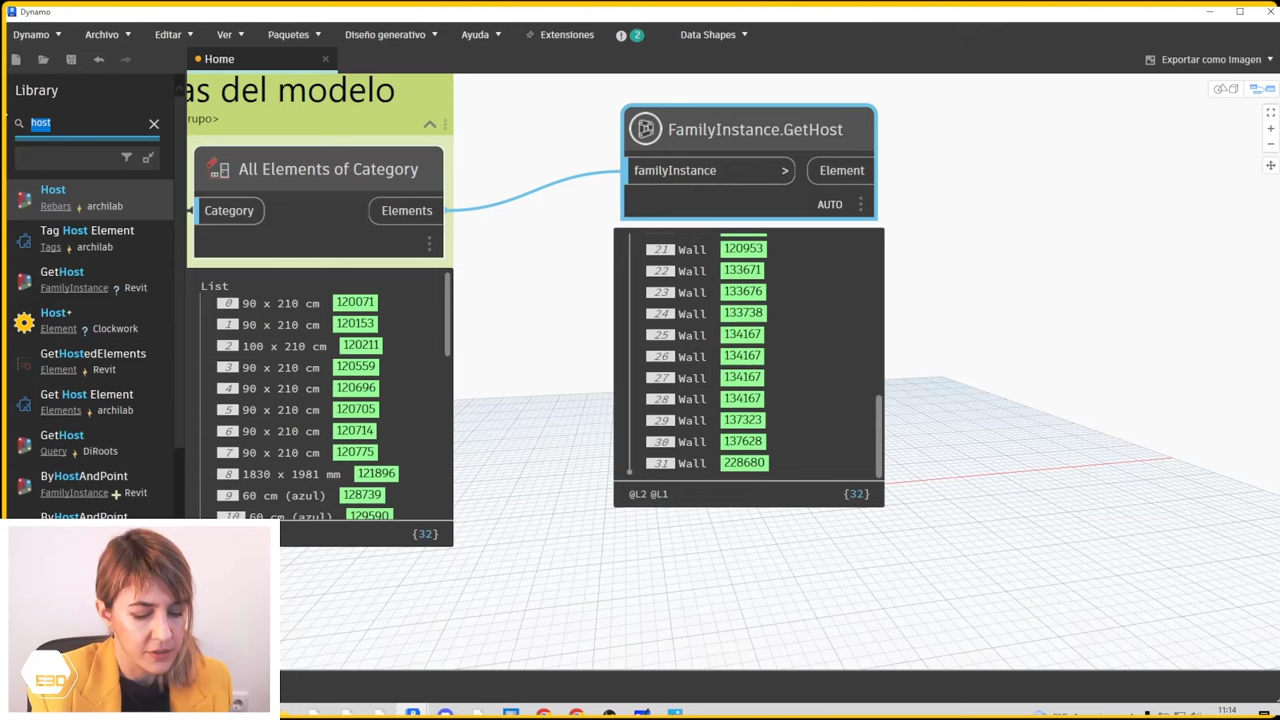 Dynamo
Dynamo Archivo Editar Ver Paquetes Diseño generativo Ayuda Extensiones 2 Data Shapes
Home
Exportar como Imagen
Library
host
Host
Rebars archilab
Tag Host Element
Tags archilab
GetHost
FamilyInstance ? Revit
Host+
Element ? Clockwork
GetHostedElements
Element Revit
Get Host Element
Elements archilab
GetHost
Query DiRoots
ByHostAndPoint
FamilyInstance Revit
ByHostAndPoint
as del modelo
rupo>
All Elements of Category
Category Elements
List
0 90 x 210 cm 120071
1 90 x 210 cm 120153
2 100 x 210 cm 120211
3 90 x 210 cm 120559
4 90 x 210 cm 120696
5 90 x 210 cm 120705
6 90 x 210 cm 120714
7 90 x 210 cm 120775
8 1830 x 1981 mm 121896
9 60 cm (azul) 128739
10 60 cm (azul) 129590
{32}
FamilyInstance.GetHost
familyInstance > Element
AUTO
21 Wall 120953
22 Wall 133671
23 Wall 133676
24 Wall 133738
25 Wall 134167
26 Wall 134167
27 Wall 134167
28 Wall 134167
29 Wall 137323
30 Wall 137628
31 Wall 228680
@L2 @L1 {32}
E3D
11:14